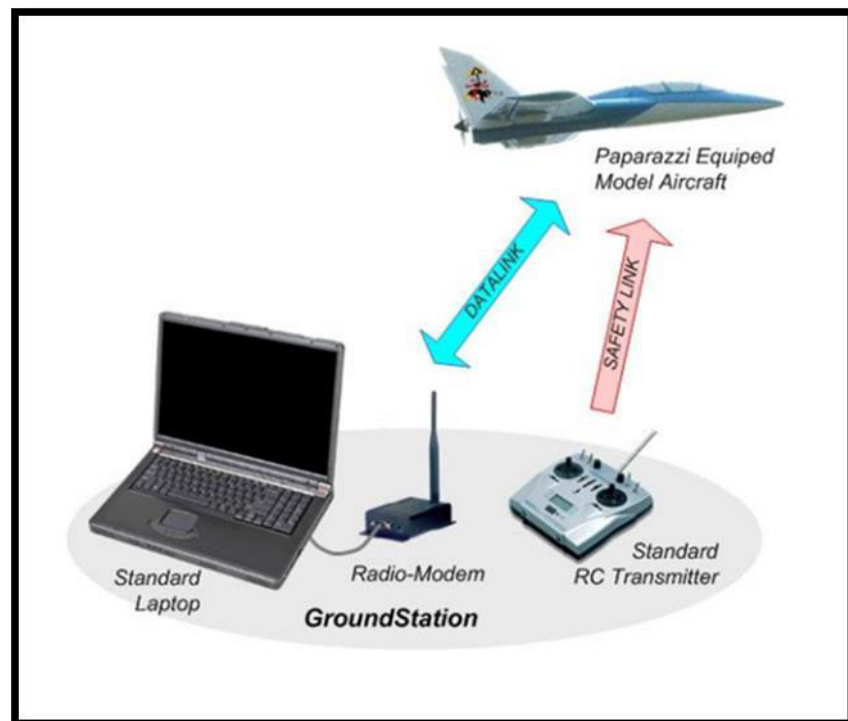 Paparazzi Equiped
Model Aircraft
DATALINK
SAFETY LINK
Standard
Laptop
Radio-Modem
Standard
RC Transmitter
GroundStation